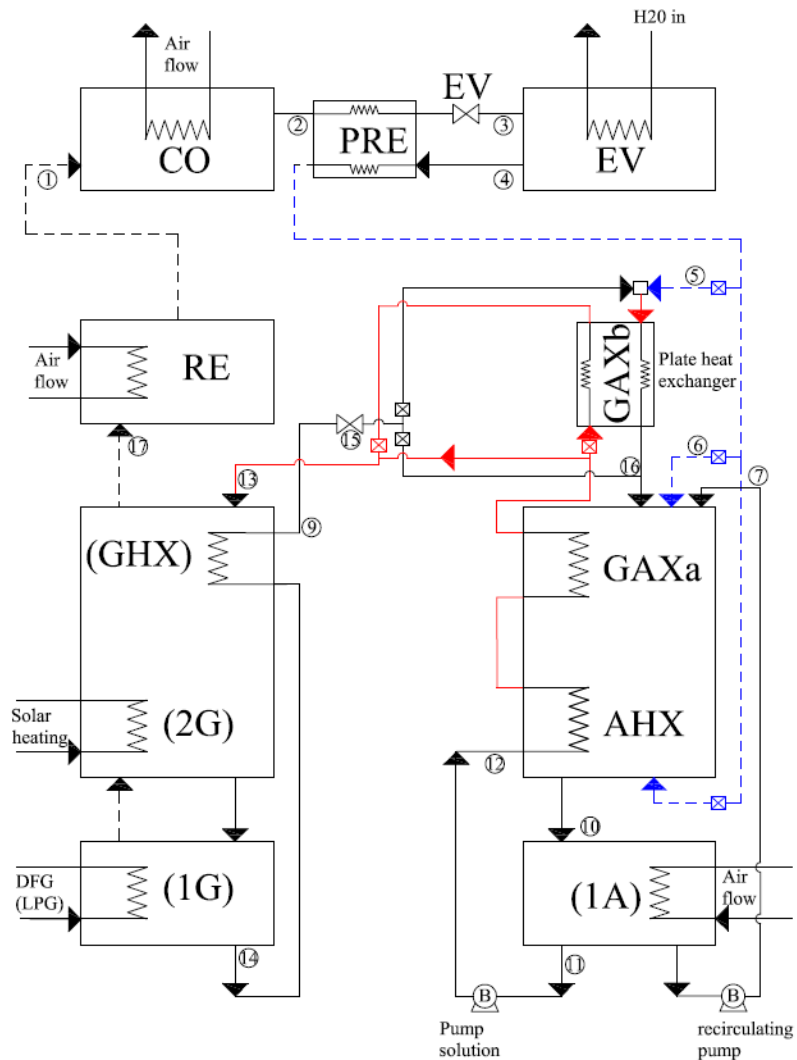 H20 in
Air
flow
EV
②
③
PRE
CO
EV
①
④
⑤
Air
flow
RE
GAXb
Plate heat
exchanger
⑮
⑥
⑰
⑯
⑦
⑬
(GHX)
⑨
GAXa
Solar
heating
(2G)
AHX
⑫
⑩
DFG
(LPG)
(1G)
(1A)
Air
flow
⑭
⑪
B
B
Pump
solution
recirculating
pump